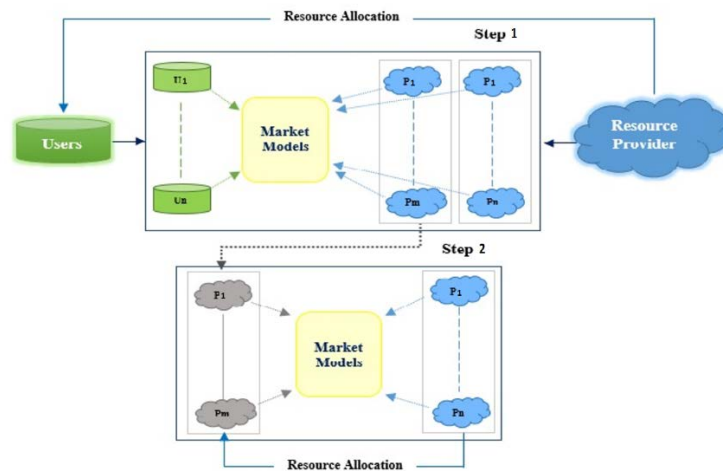 Resource Allocation
Step 1
U1
P1
P1
Users
Market
Models
Resource
Provider
Un
Pm
Pn
Step 2
P1
P1
Market
Models
Pm
Pn
Resource Allocation